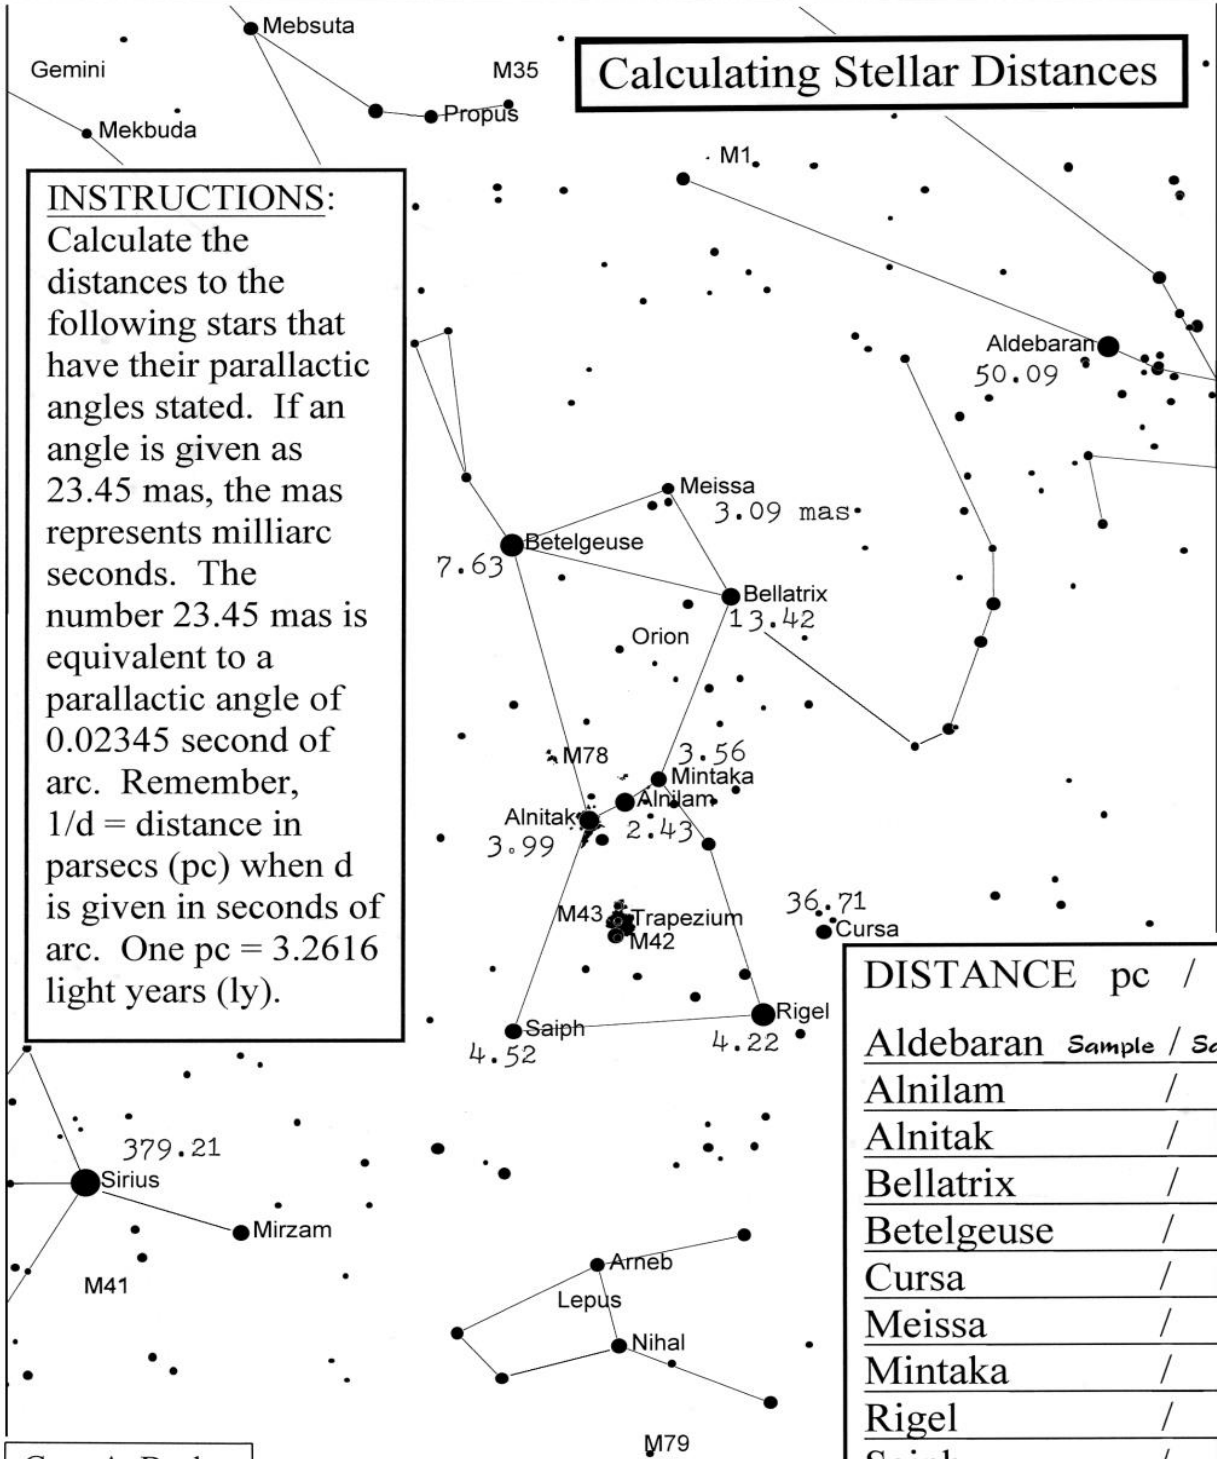 Mebsuta
Gemini
M35
Calculating Stellar Distances
Propus
Mekbuda
M1
INSTRUCTIONS:
Calculate the
distances to the
following stars that
have their parallactic
angles stated. If an
angle is given as
23.45 mas, the mas
represents milliarc
seconds. The
number 23.45 mas is
equivalent to a
parallactic angle of
0.02345 second of
arc. Remember,
1/d = distance in
parsecs (pc) when d
is given in seconds of
arc. One pc = 3.2616
light years (ly).
Aldebaran
50.09
Meissa
3.09 mas
Betelgeuse
7.63
Bellatrix
13.42
Orion
M78
3.56
Mintaka
Alnilam
2.43
Alnitak
3.99
M43
Trapezium
M42
36.71
Cursa
Rigel
4.22
Saiph
4.52
379.21
Sirius
Mirzam
M41
Arneb
Lepus
Nihal
M79
DISTANCE pc /
Aldebaran Sample /
Alnilam /
Alnitak /
Bellatrix /
Betelgeuse /
Cursa /
Meissa /
Mintaka /
Rigel /